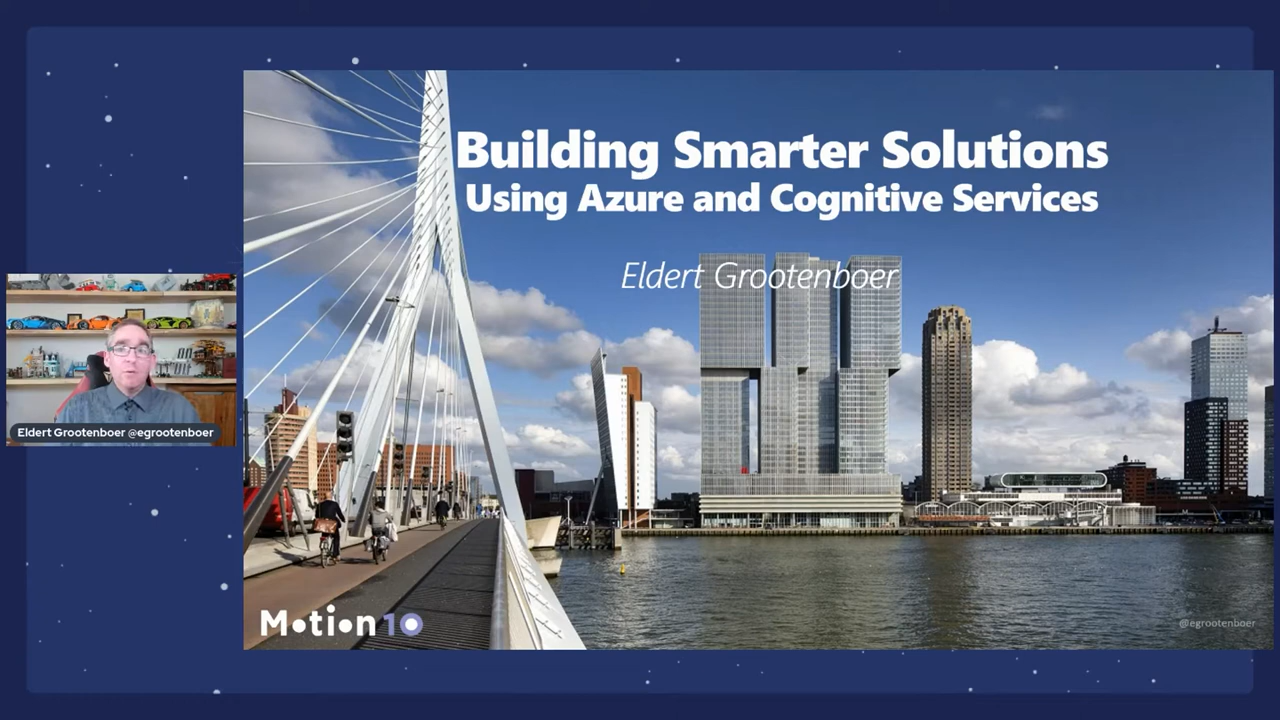 Building Smarter Solutions
Using Azure and Cognitive Services
Eldert Grootenboer
Eldert Grootenboer @egrootenboer
Motion10
@egrootenboer